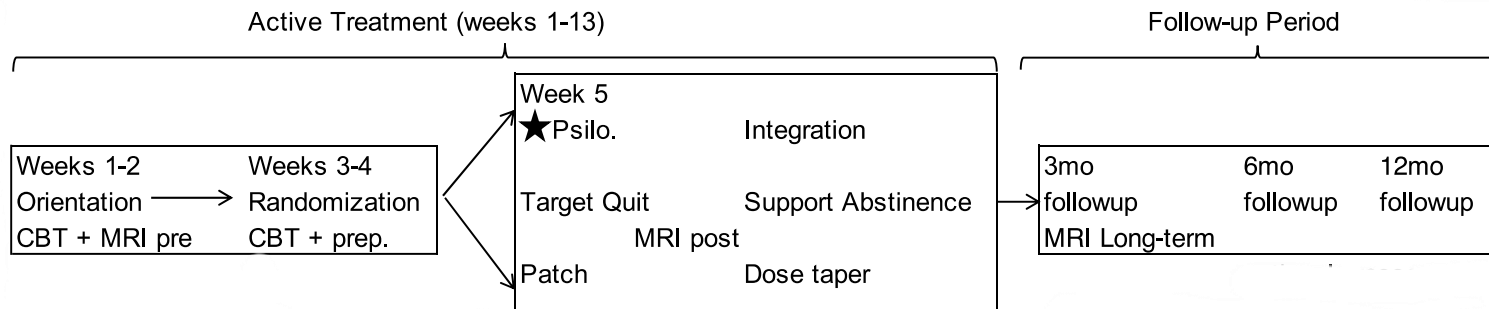 Active Treatment (weeks 1-13)
Follow-up Period
Weeks 1-2
Orientation
CBT + MRI pre
Weeks 3-4
Randomization
CBT + prep.
Week 5
Psilo. Integration
Target Quit Support Abstinence
MRI post
Patch Dose taper
3mo 6mo 12mo
followup followup followup
MRI Long-term